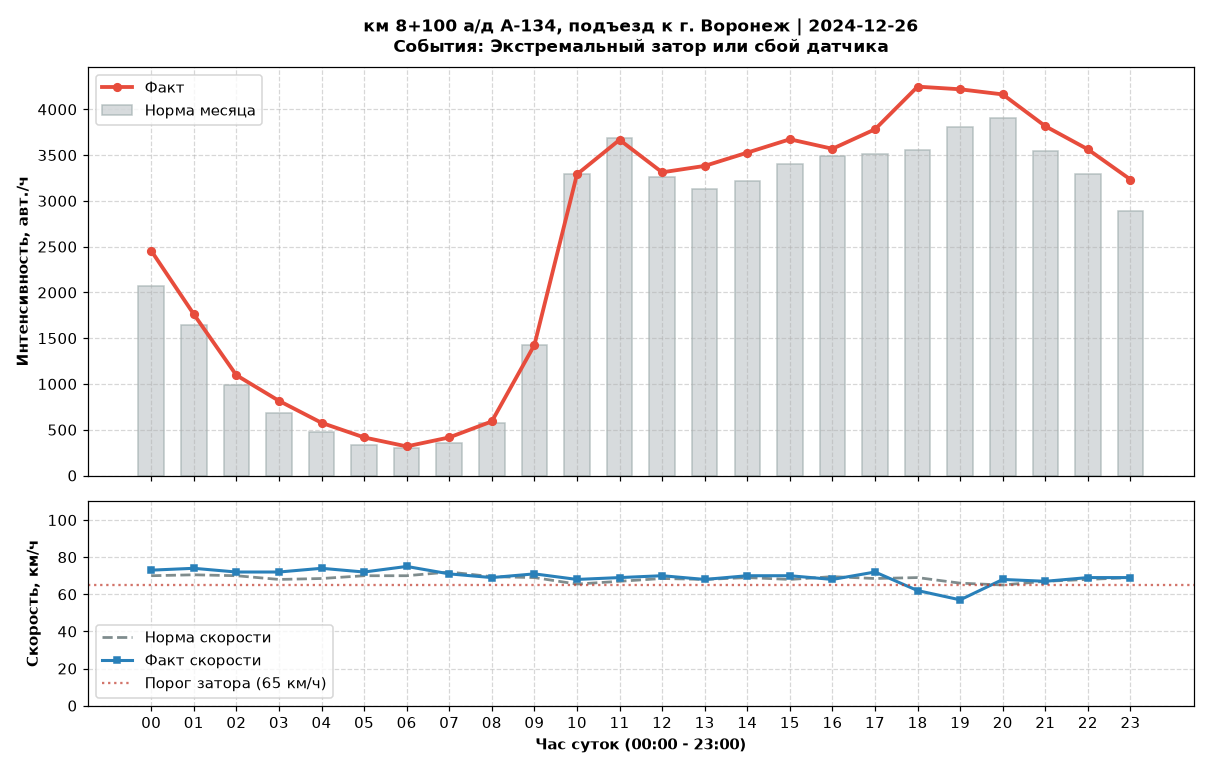 км 8+100 а/д А-134, подъезд к г. Воронеж | 2024-12-26
События: Экстремальный затор или сбой датчика
Факт
Норма месяца
Интенсивность, авт./ч
4000
3500
3000
2500
2000
1500
1000
500
0
Скорость, км/ч
100
80
60
40
20
0
Норма скорости
Факт скорости
Порог затора (65 км/ч)
00 01 02 03 04 05 06 07 08 09 10 11 12 13 14 15 16 17 18 19 20 21 22 23
Час суток (00:00 - 23:00)